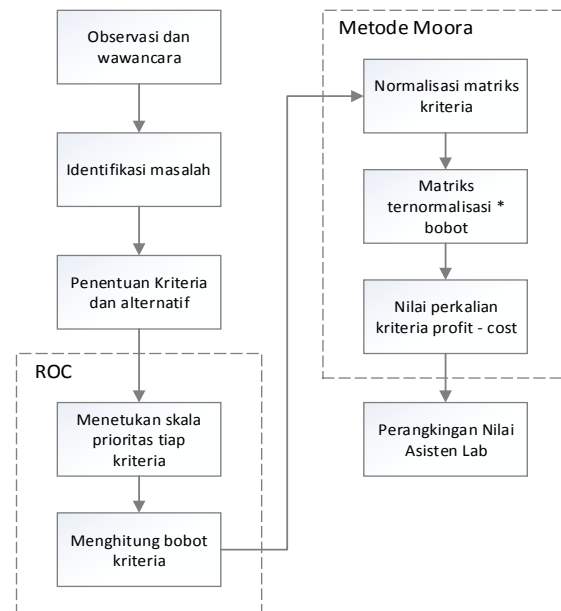 Observasi dan
wawancara
Identifikasi masalah
Penentuan Kriteria
dan alternatif
ROC
Menetukan skala
prioritas tiap
kriteria
Menghitung bobot
kriteria
Metode Moora
Normalisasi matriks
kriteria
Matriks
ternormalisasi *
bobot
Nilai perkalian
kriteria profit - cost
Perangkingan Nilai
Asisten Lab